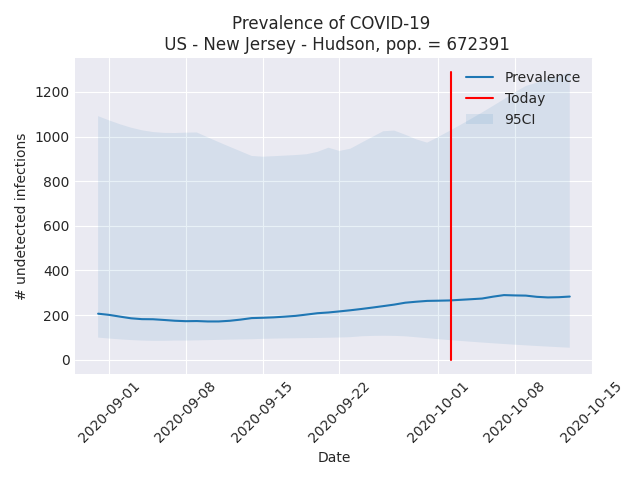 Prevalence of COVID-19
US - New Jersey - Hudson, pop. = 672391
Prevalence
Today
95CI
1200
1000
800
600
400
200
0
# undetected infections
2020-09-01
2020-09-08
2020-09-15
2020-09-22
2020-10-01
2020-10-08
2020-10-15
Date